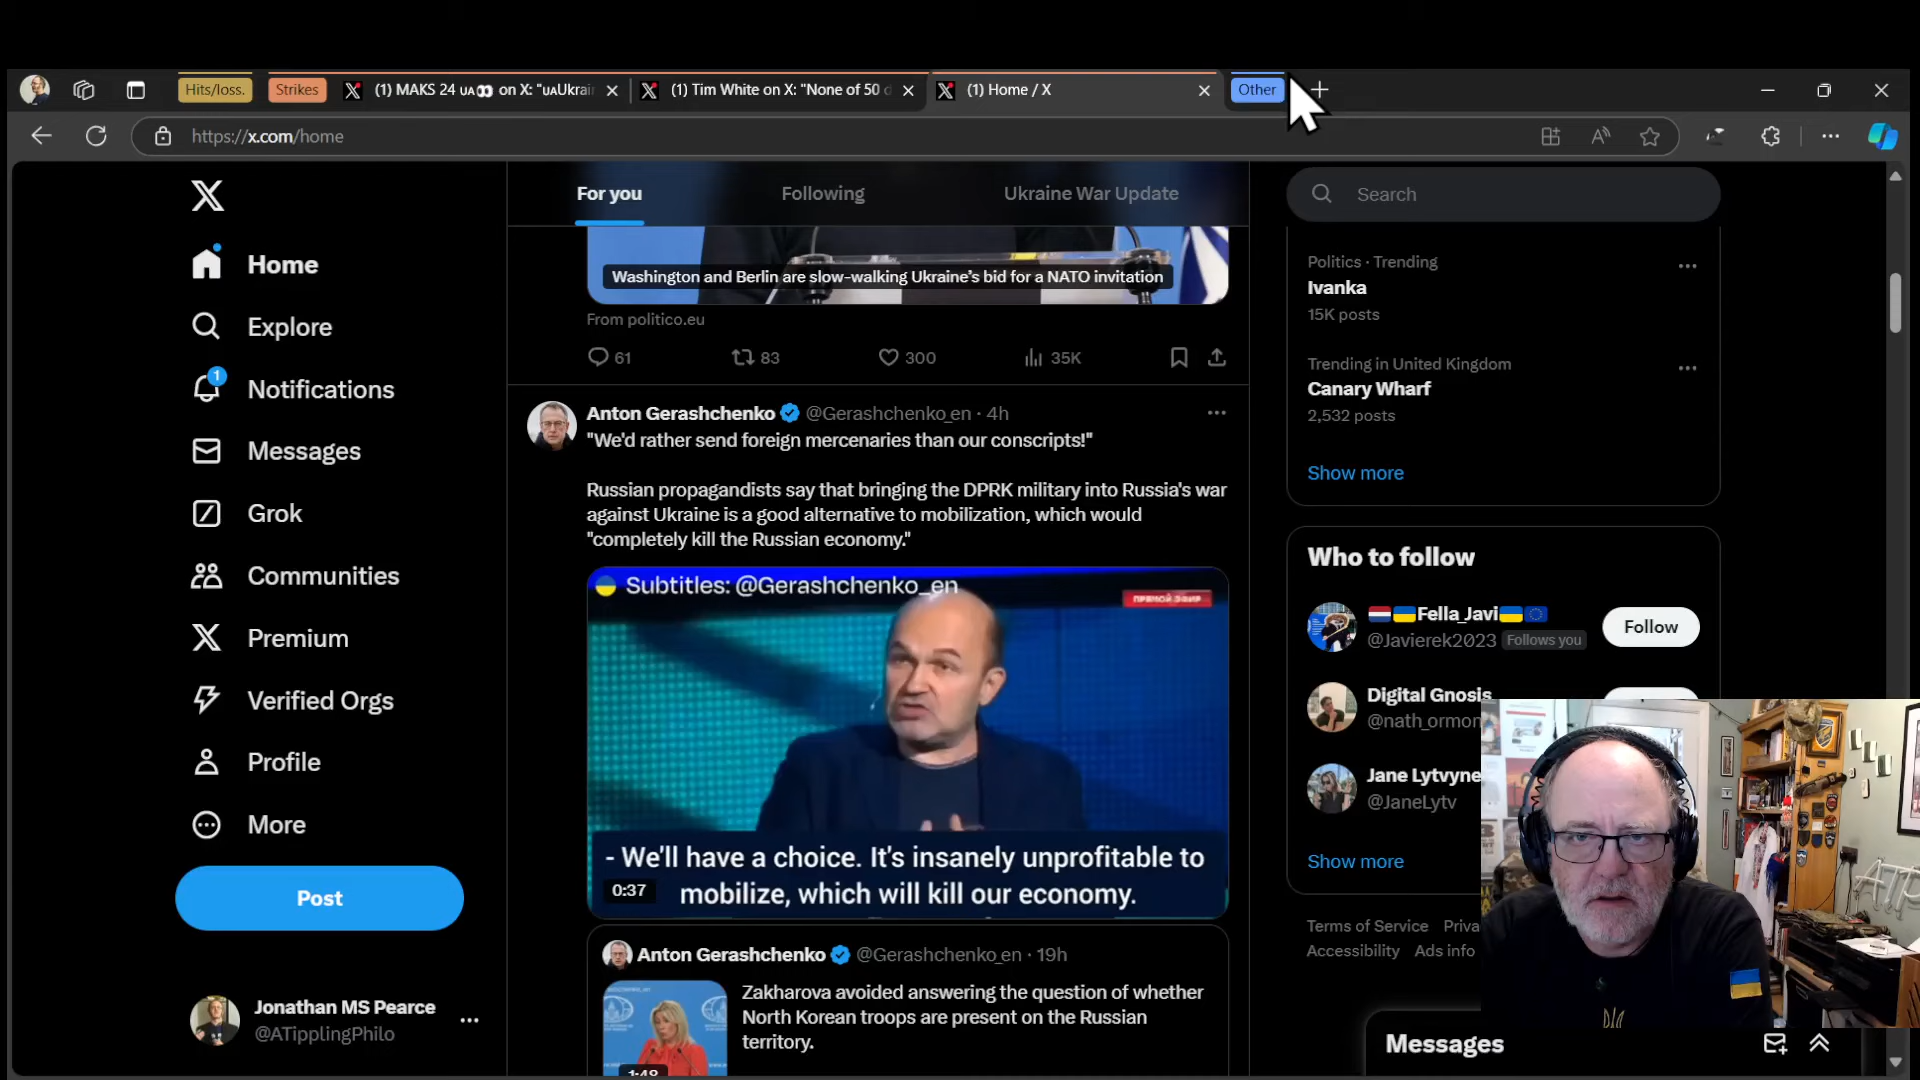 Hits/loss.
Strikes
(1) MAKS 24 UA👀 on X: "UAUkrain
(1) Tim White on X: "None of 50 d
(1) Home / X
Other
https://x.com/home
For you
Following
Ukraine War Update
Search
Home
Explore
1
Notifications
Messages
Grok
Communities
Premium
Verified Orgs
Profile
More
Post
Jonathan MS Pearce
@ATipplingPhilo
Washington and Berlin are slow-walking Ukraine's bid for a NATO invitation
From politico.eu
61
83
300
35K
Anton Gerashchenko @Gerashchenko_en · 4h
"We'd rather send foreign mercenaries than our conscripts!"
Russian propagandists say that bringing the DPRK military into Russia's war
against Ukraine is a good alternative to mobilization, which would
"completely kill the Russian economy."
Subtitles: @Gerashchenko_en
ПРЯМОЙ ЭФИР
- We'll have a choice. It's insanely unprofitable to
mobilize, which will kill our economy.
0:37
Anton Gerashchenko @Gerashchenko_en · 19h
Zakharova avoided answering the question of whether
North Korean troops are present on the Russian
territory.
1:48
Politics · Trending
Ivanka
15K posts
Trending in United Kingdom
Canary Wharf
2,532 posts
Show more
Who to follow
Fella_Javi
@Javierek2023 Follows you
Follow
Digital Gnosis
@nath_ormon
Jane Lytvyne
@JaneLytv
Show more
Terms of Service Priva
Accessibility Ads info
Messages